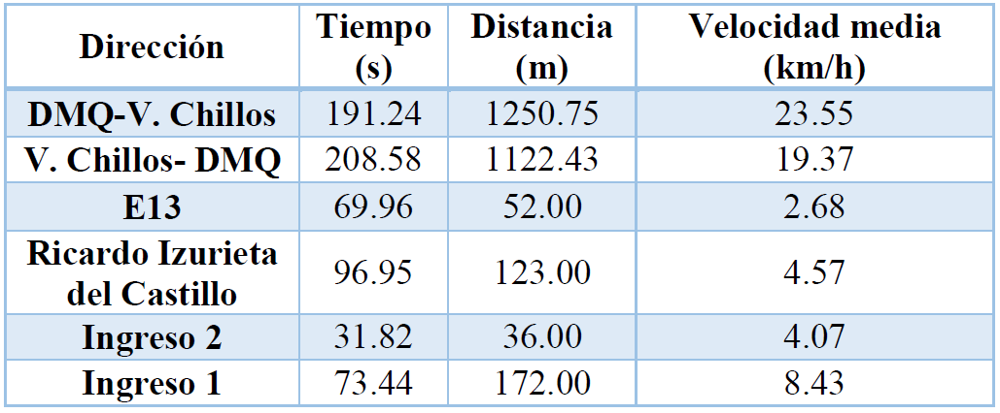 Dirección Tiempo (s) Distancia (m) Velocidad media (km/h)
DMQ-V. Chillos 191.24 1250.75 23.55
V. Chillos- DMQ 208.58 1122.43 19.37
E13 69.96 52.00 2.68
Ricardo Izurieta del Castillo 96.95 123.00 4.57
Ingreso 2 31.82 36.00 4.07
Ingreso 1 73.44 172.00 8.43